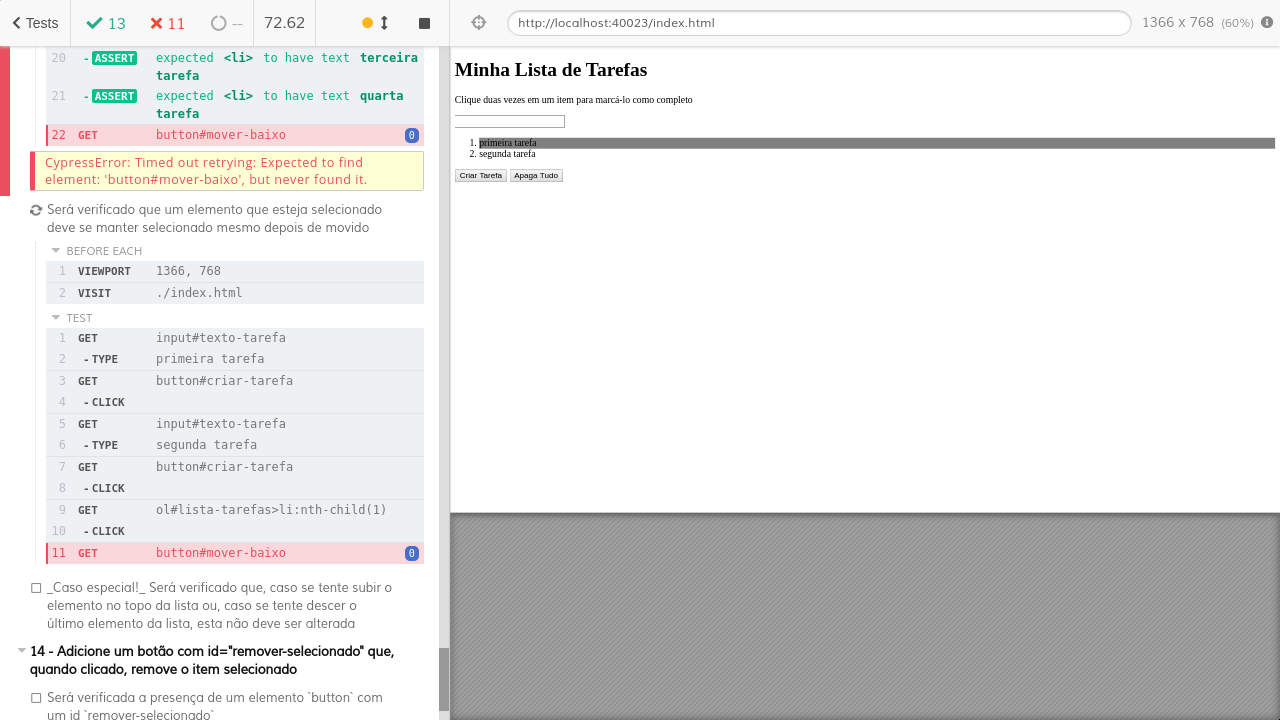 Tests 13 11 -- 72.62 http://localhost:40023/index.html 1366 x 768 (60%)
20 - ASSERT expected <li> to have text terceira
tarefa
21 - ASSERT expected <li> to have text quarta
tarefa
22 GET button#mover-baixo 0
CypressError: Timed out retrying: Expected to find
element: 'button#mover-baixo', but never found it.
Será verificado que um elemento que esteja selecionado
deve se manter selecionado mesmo depois de movido
BEFORE EACH
1 VIEWPORT 1366, 768
2 VISIT ./index.html
TEST
1 GET input#texto-tarefa
2 - TYPE primeira tarefa
3 GET button#criar-tarefa
4 - CLICK
5 GET input#texto-tarefa
6 - TYPE segunda tarefa
7 GET button#criar-tarefa
8 - CLICK
9 GET ol#lista-tarefas>li:nth-child(1)
10 - CLICK
11 GET button#mover-baixo 0
_Caso especial!_ Será verificado que, caso se tente subir o
elemento no topo da lista ou, caso se tente descer o
último elemento da lista, esta não deve ser alterada
14 - Adicione um botão com id="remover-selecionado" que,
quando clicado, remove o item selecionado
Será verificada a presença de um elemento `button` com
um id `remover-selecionado`
Minha Lista de Tarefas
Clique duas vezes em um item para marcá-lo como completo
1. primeira tarefa
2. segunda tarefa
Criar Tarefa Apaga Tudo